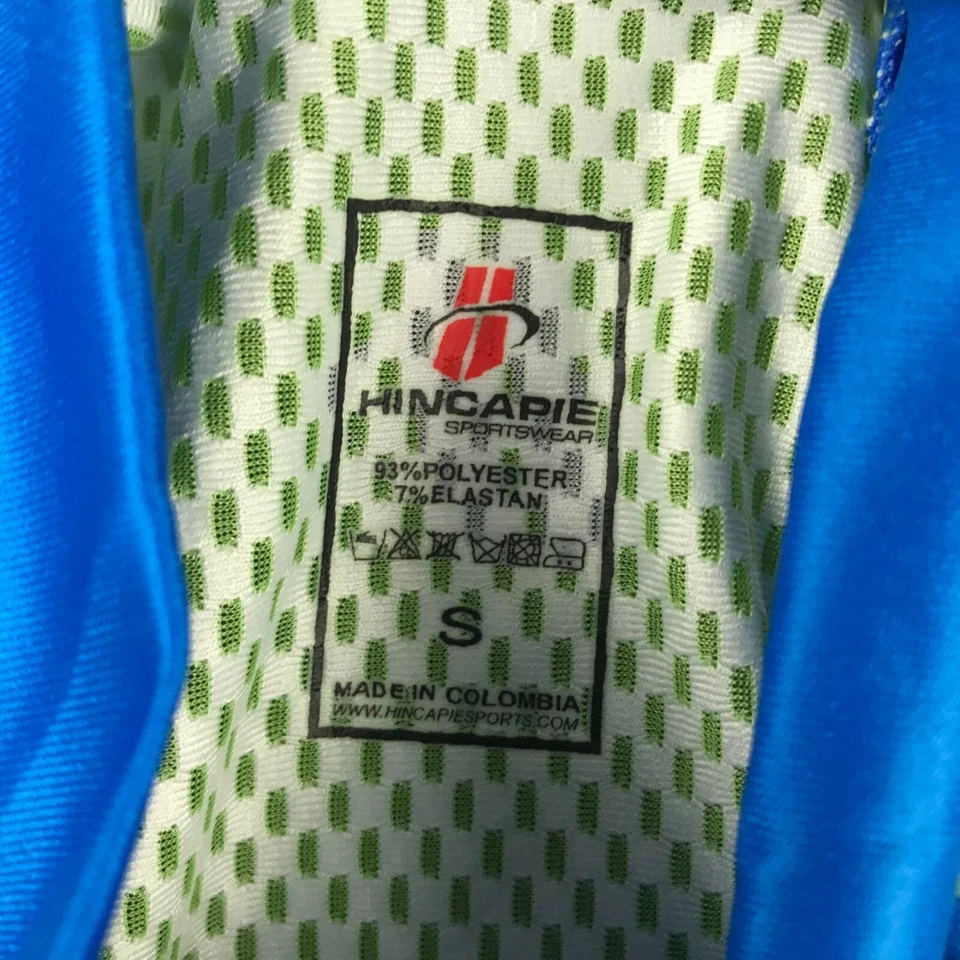 HINCAPIE
SPORTSWEAR
93%POLYESTER
7%ELASTAN
S
MADE IN COLOMBIA
WWW.HINCAPIESPORTS.COM